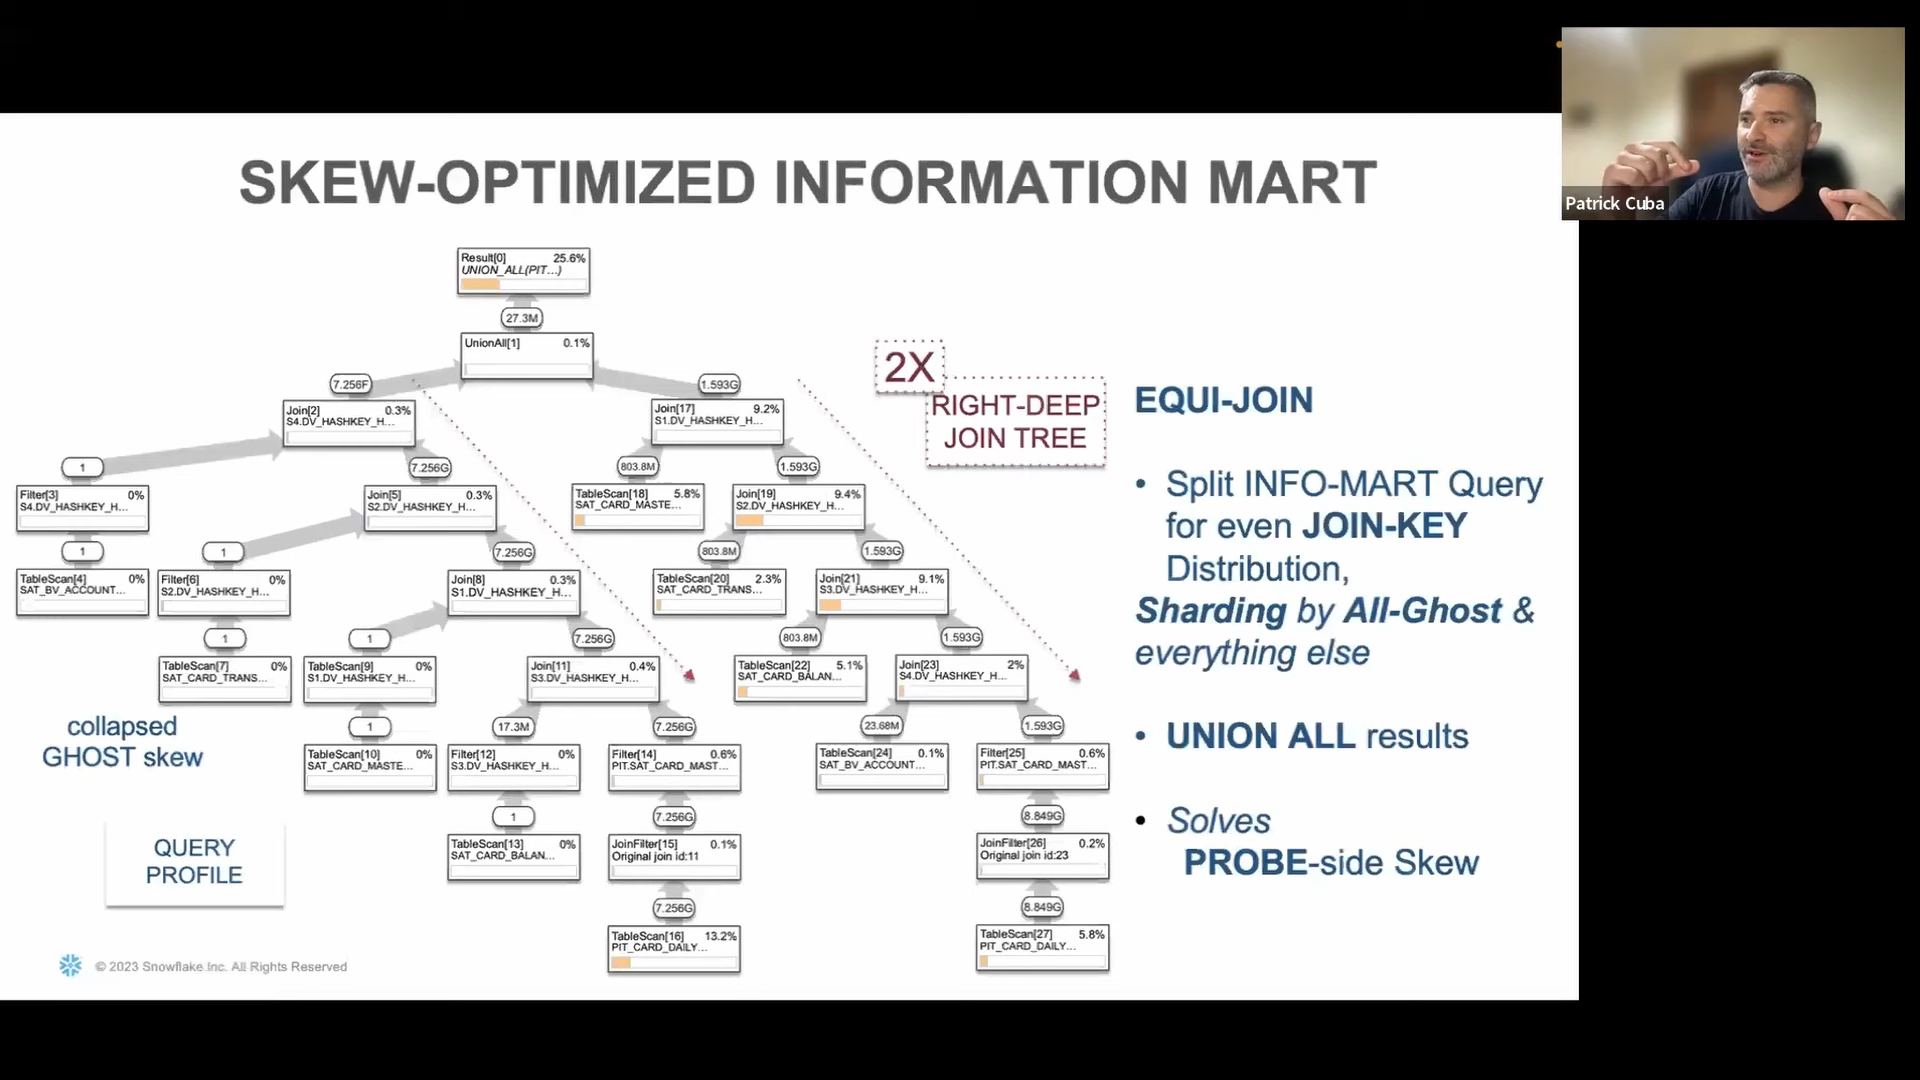 Patrick Cuba
SKEW-OPTIMIZED INFORMATION MART
Result[0] 25.6%
UNION_ALL(PIT...)
27.3M
UnionAll[1] 0.1%
7.256F
1.593G
Join[2] 0.3%
S4.DV_HASHKEY_H...
Join[17] 9.2%
S1.DV_HASHKEY_H...
1
7.256G
803.8M
1.593G
Filter[3] 0%
S4.DV_HASHKEY_H...
Join[5] 0.3%
S2.DV_HASHKEY_H...
TableScan[18] 5.8%
SAT_CARD_MASTE...
Join[19] 9.4%
S2.DV_HASHKEY_H...
1
1
7.256G
803.8M
1.593G
TableScan[4] 0%
SAT_BV_ACCOUNT...
Filter[6] 0%
S2.DV_HASHKEY_H...
Join[8] 0.3%
S1.DV_HASHKEY_H...
TableScan[20] 2.3%
SAT_CARD_TRANS...
Join[21] 9.1%
S3.DV_HASHKEY_H...
1
1
7.256G
803.8M
1.593G
TableScan[7] 0%
SAT_CARD_TRANS...
TableScan[9] 0%
S1.DV_HASHKEY_H...
Join[11] 0.4%
S3.DV_HASHKEY_H...
TableScan[22] 5.1%
SAT_CARD_BALAN...
Join[23] 2%
S4.DV_HASHKEY_H...
1
17.3M
7.256G
23.68M
1.593G
TableScan[10] 0%
SAT_CARD_MASTE...
Filter[12] 0%
S3.DV_HASHKEY_H...
Filter[14] 0.6%
PIT.SAT_CARD_MAST...
TableScan[24] 0.1%
SAT_BV_ACCOUNT...
Filter[25] 0.6%
PIT.SAT_CARD_MAST...
1
7.256G
8.849G
TableScan[13] 0%
SAT_CARD_BALAN...
JoinFilter[15] 0.1%
Original join id:11
JoinFilter[26] 0.2%
Original join id:23
7.256G
8.849G
TableScan[16] 13.2%
PIT_CARD_DAILY...
TableScan[27] 5.8%
PIT_CARD_DAILY...
collapsed
GHOST skew
QUERY
PROFILE
2X
RIGHT-DEEP
JOIN TREE
EQUI-JOIN
• Split INFO-MART Query
for even JOIN-KEY
Distribution,
Sharding by All-Ghost &
everything else
• UNION ALL results
• Solves
PROBE-side Skew
© 2023 Snowflake Inc. All Rights Reserved